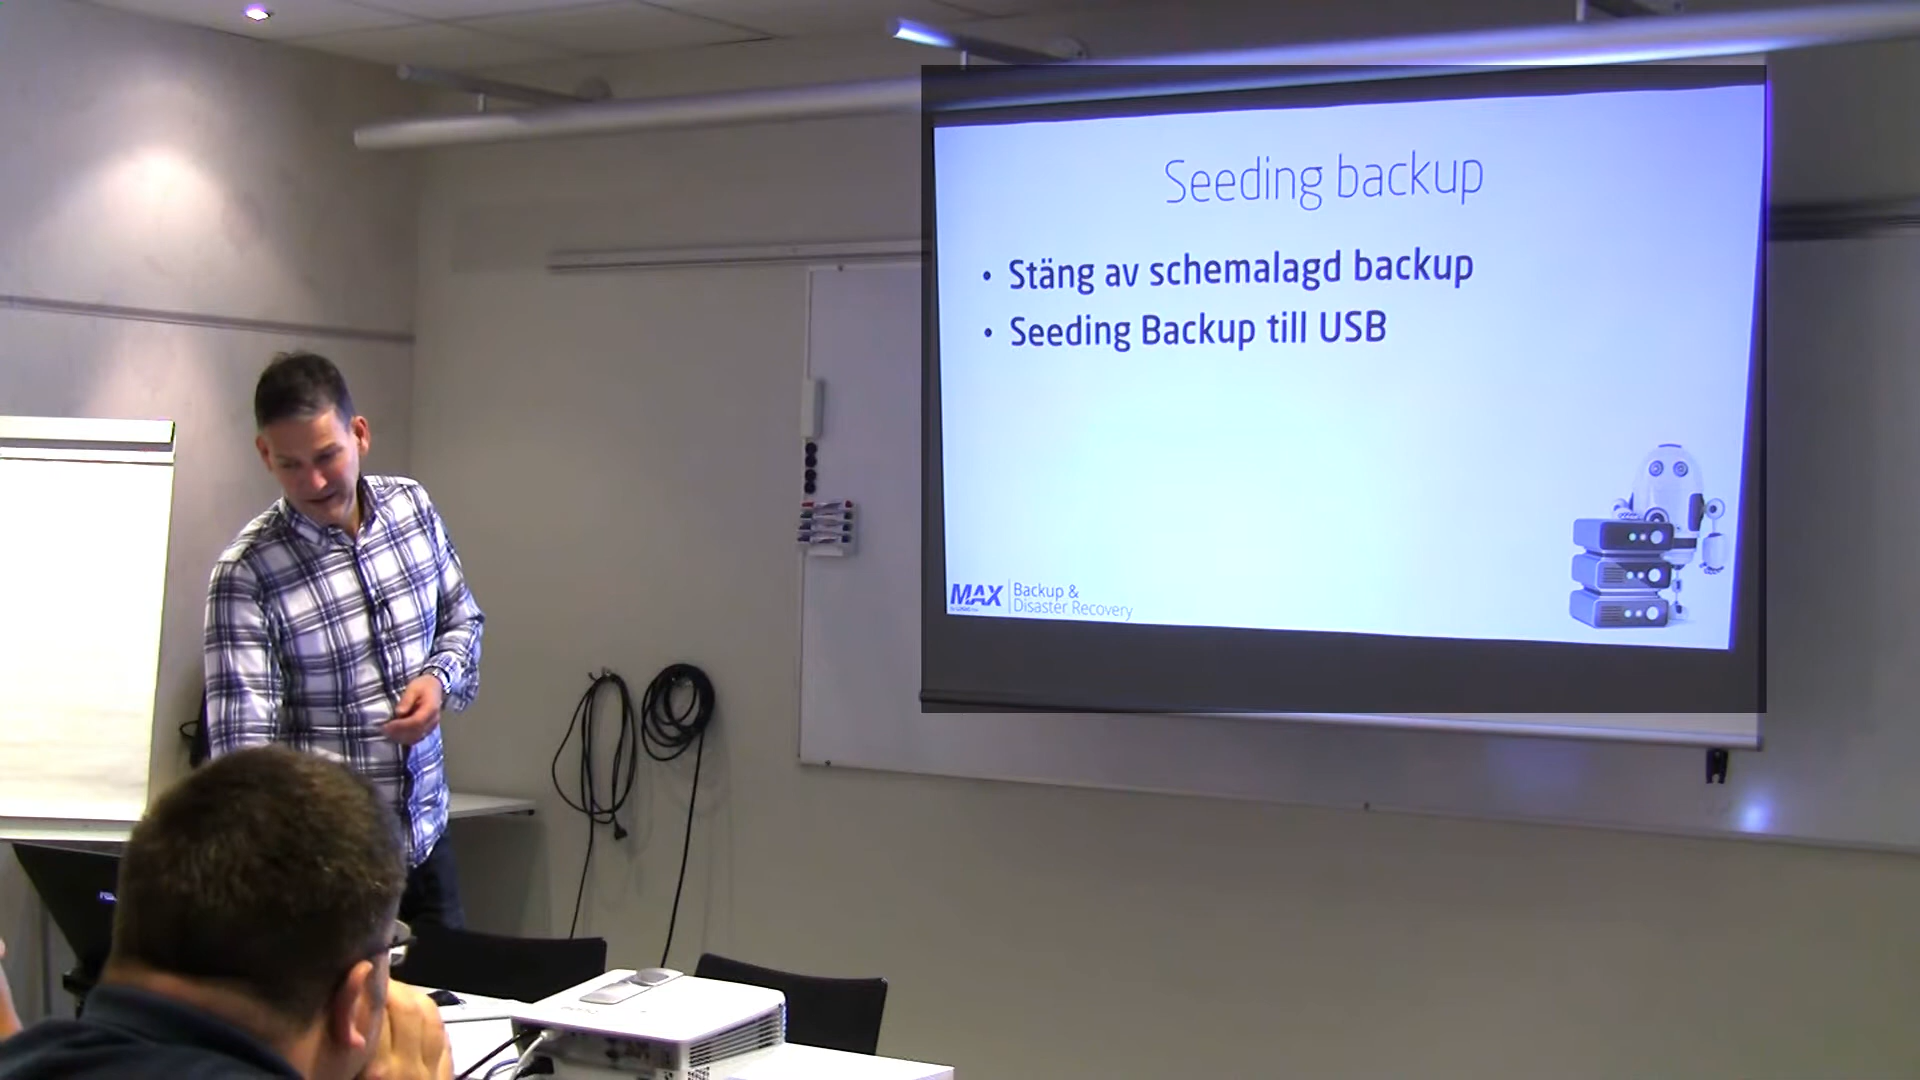 Seeding backup
• Stäng av schemalagd backup
• Seeding Backup till USB
MAX
Backup &
Disaster Recovery